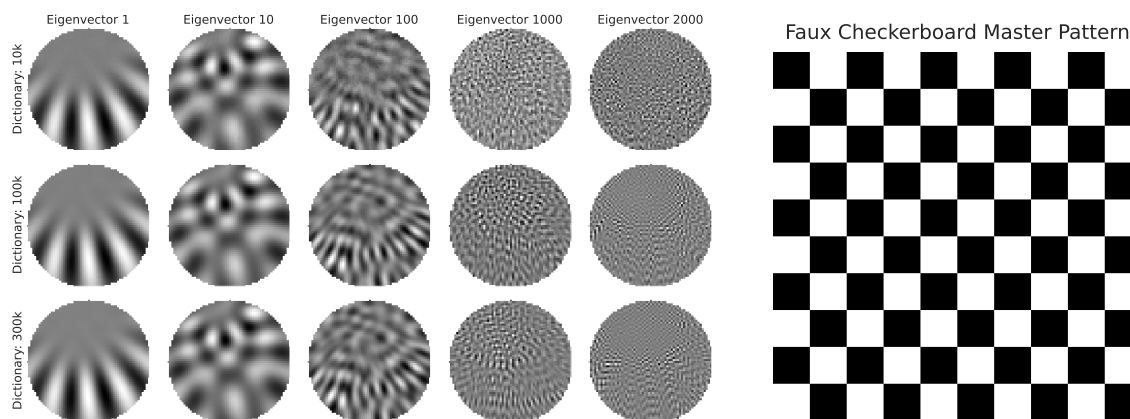 Eigenvector 1
Eigenvector 10
Eigenvector 100
Eigenvector 1000
Eigenvector 2000
Faux Checkerboard Master Pattern
Dictionary: 10k
Dictionary: 100k
Dictionary: 300k